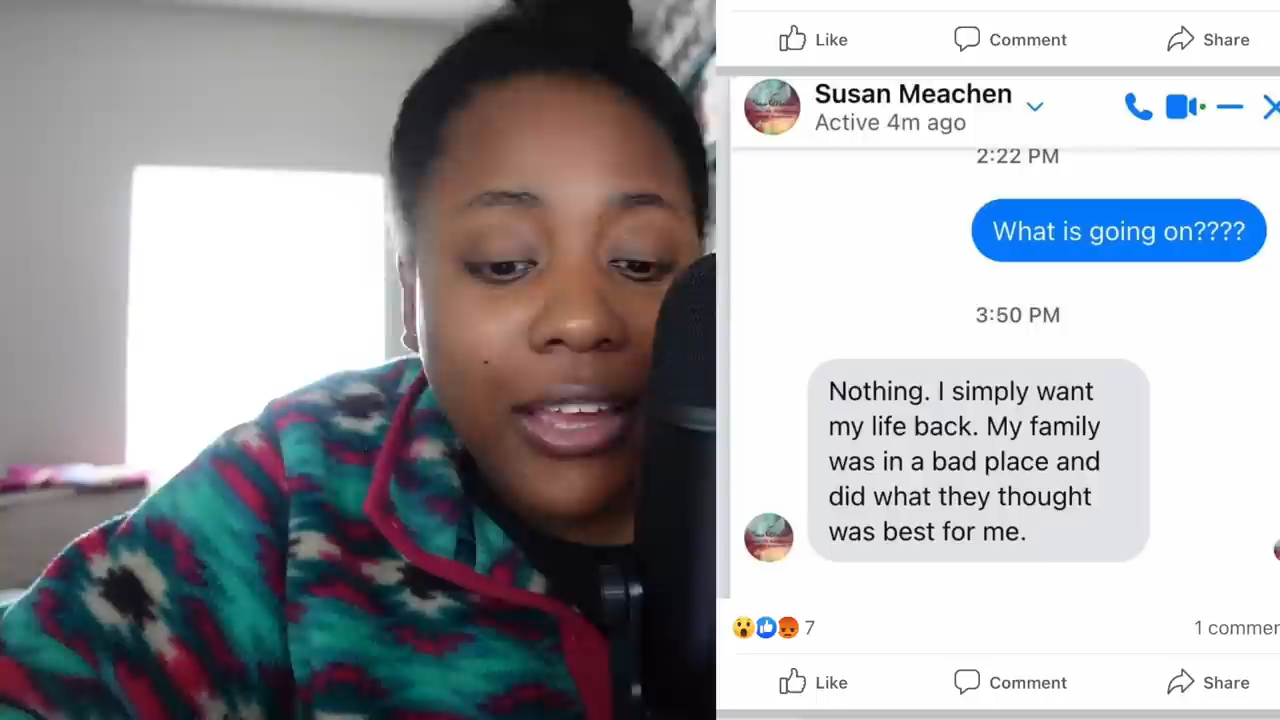 Like
Comment
Share
Susan Meachen
Active 4m ago
2:22 PM
What is going on????
3:50 PM
Nothing. I simply want
my life back. My family
was in a bad place and
did what they thought
was best for me.
7
Like
Comment
Share